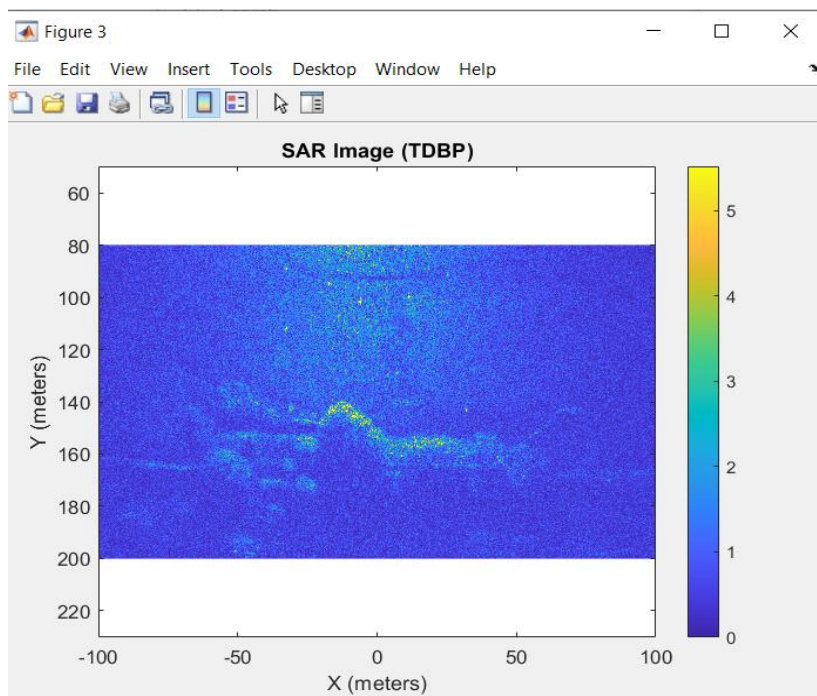 Figure 3
File Edit View Insert Tools Desktop Window Help
SAR Image (TDBP)
60
80
100
120
140
160
180
200
220
Y (meters)
-100 -50 0 50 100
X (meters)
5
4
3
2
1
0